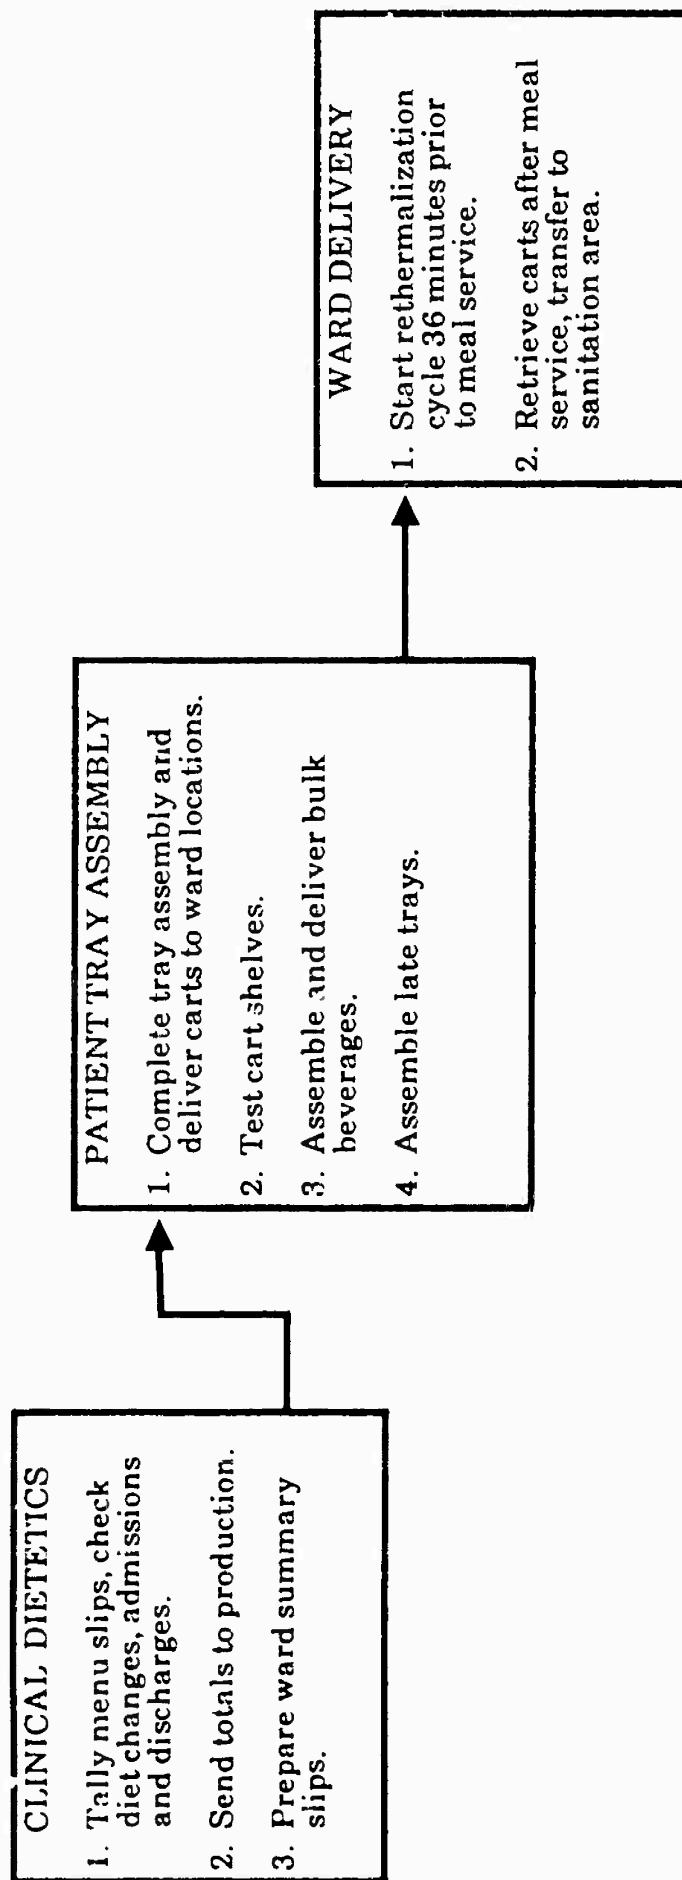 CLINICAL DIETETICS
1. Tally menu slips, check
diet changes, admissions
and discharges.
2. Send totals to production.
3. Prepare ward summary
slips.
PATIENT TRAY ASSEMBLY
1. Complete tray assembly and
deliver carts to ward locations.
2. Test cart shelves.
3. Assemble and deliver bulk
beverages.
4. Assemble late trays.
WARD DELIVERY
1. Start rethermalization
cycle 36 minutes prior
to meal service.
2. Retrieve carts after meal
service, transfer to
sanitation area.